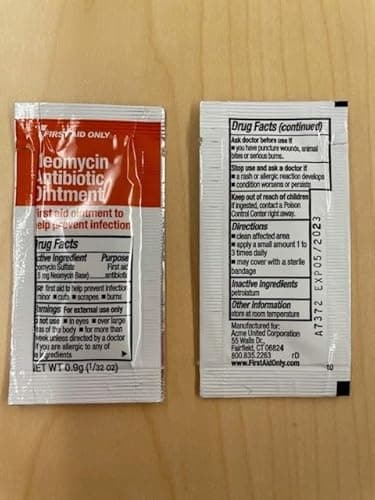 FIRST AID ONLY
Neomycin
Antibiotic
Ointment
First aid ointment to
help prevent infection
Drug Facts
Active Ingredient Purpose
Neomycin Sulfate First aid
mg Neomycin Base) antibiotic
first aid to help prevent infection
minor ■ cuts ■ scrapes ■ burns
Warnings For external use only
Do not use ■ in eyes ■ over large
areas of the body ■ for more than
week unless directed by a doctor
■ if you are allergic to any of
ingredients
NET WT 0.9g (1/32 oz)
Drug Facts (continued)
Ask doctor before use if
■ you have puncture wounds, animal
bites or serious burns.
Stop use and ask a doctor if
■ a rash or allergic reaction develops
■ condition worsens or persists
Keep out of reach of children
If ingested, contact a Poison
Control Center right away.
Directions
■ clean affected area
■ apply a small amount 1 to
3 times daily
■ may cover with a sterile
bandage
Inactive Ingredients
petrolatum
Other Information
store at room temperature
Manufactured for:
Acme United Corporation
55 Walls Dr.,
Fairfield, CT 06824
800.835.2263 rD
www.FirstAidOnly.com
A7372 EXP05/2023